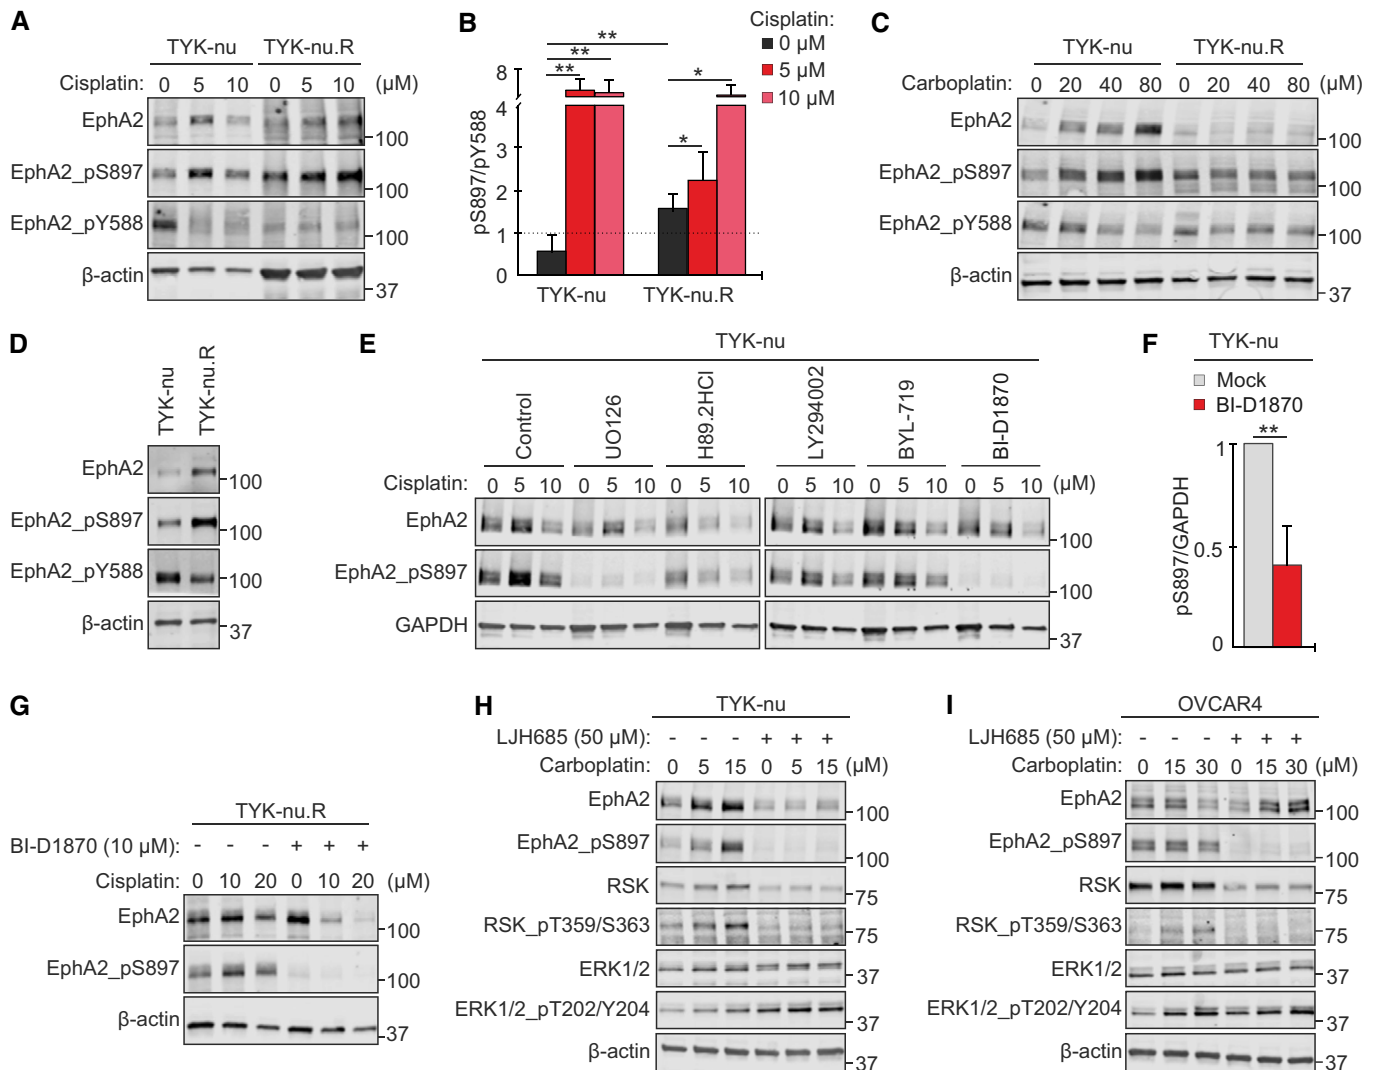 A
TYK-nu TYK-nu.R
Cisplatin: 0 5 10 0 5 10 (µM)
EphA2
100
EphA2_pS897
100
EphA2_pY588
100
β-actin
37
B
Cisplatin:
0 µM
5 µM
10 µM
**
**
**
*
*
pS897/pY588
8
4
3
2
1
0
TYK-nu TYK-nu.R
C
TYK-nu TYK-nu.R
Carboplatin: 0 20 40 80 0 20 40 80 (µM)
EphA2
100
EphA2_pS897
100
EphA2_pY588
100
β-actin
37
D
TYK-nu TYK-nu.R
EphA2
100
EphA2_pS897
100
EphA2_pY588
100
β-actin
37
E
TYK-nu
Control UO126 H89.2HCl LY294002 BYL-719 BI-D1870
Cisplatin: 0 5 10 0 5 10 0 5 10 0 5 10 0 5 10 0 5 10 (µM)
EphA2
100
EphA2_pS897
100
GAPDH
37
F
TYK-nu
Mock
BI-D1870
**
pS897/GAPDH
1
0.5
0
G
TYK-nu.R
BI-D1870 (10 µM): - - - + + +
Cisplatin: 0 10 20 0 10 20 (µM)
EphA2
100
EphA2_pS897
100
β-actin
37
H
TYK-nu
LJH685 (50 µM): - - - + + +
Carboplatin: 0 5 15 0 5 15 (µM)
EphA2
100
EphA2_pS897
100
RSK
75
RSK_pT359/S363
75
ERK1/2
37
ERK1/2_pT202/Y204
37
β-actin
37
I
OVCAR4
LJH685 (50 µM): - - - + + +
Carboplatin: 0 15 30 0 15 30 (µM)
EphA2
100
EphA2_pS897
100
RSK
75
RSK_pT359/S363
75
ERK1/2
37
ERK1/2_pT202/Y204
37
β-actin
37